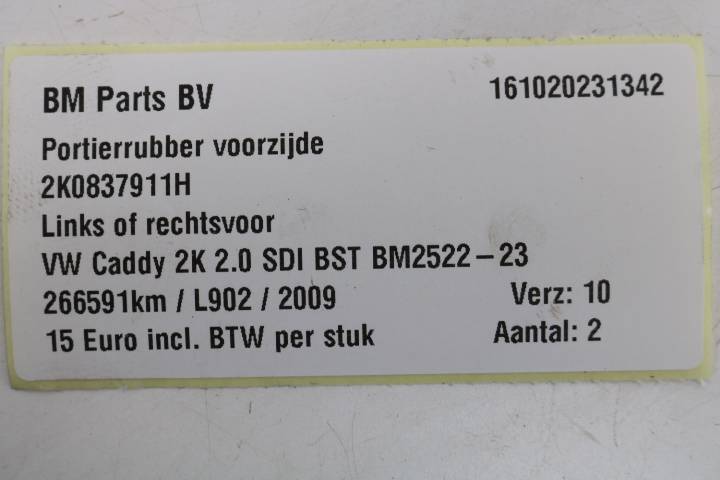 BM Parts BV 161020231342
Portierrubber voorzijde
2K0837911H
Links of rechtsvoor
VW Caddy 2K 2.0 SDI BST BM2522-23
266591km / L902 / 2009 Verz: 10
15 Euro incl. BTW per stuk Aantal: 2